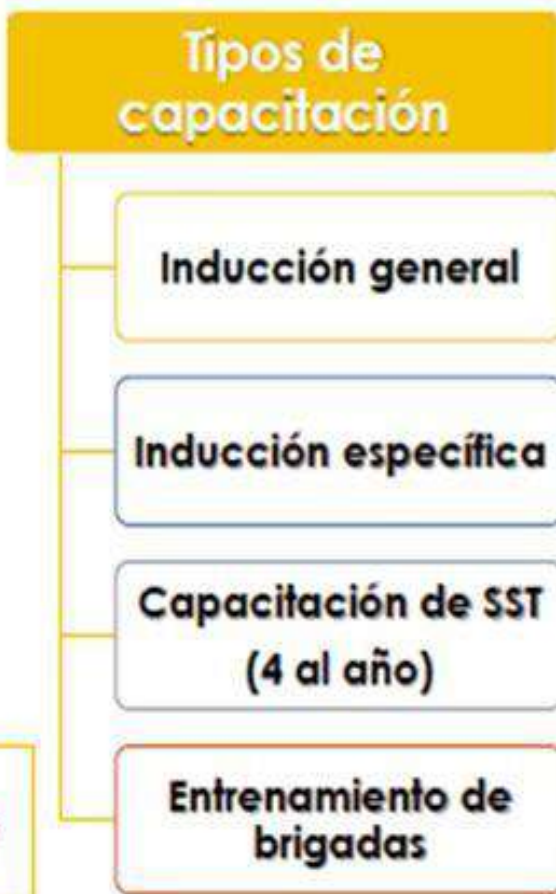 Tipos de
capacitación
Inducción general
Inducción específica
Capacitación de SST
(4 al año)
Entrenamiento de
brigadas